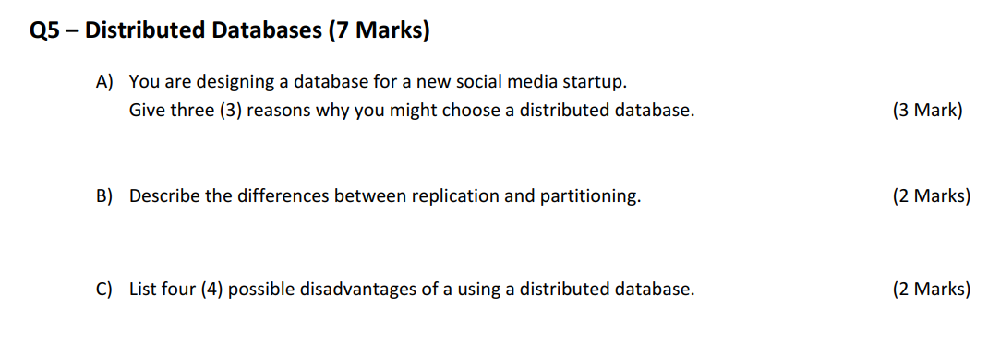 Q5 – Distributed Databases (7 Marks)
A) You are designing a database for a new social media startup.
Give three (3) reasons why you might choose a distributed database. (3 Mark)
B) Describe the differences between replication and partitioning. (2 Marks)
C) List four (4) possible disadvantages of a using a distributed database. (2 Marks)